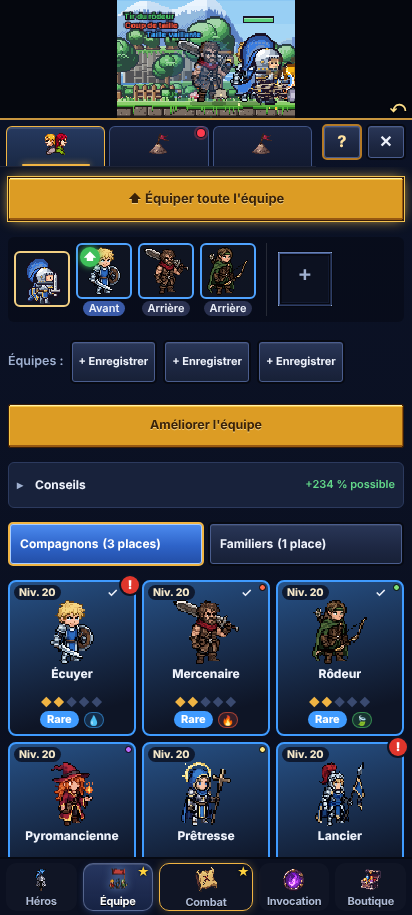 Tir du rôdeur
Coup de taille
Taille vaillante
?
×
Équiper toute l'équipe
Avant
Arrière
Arrière
+
Équipes :
+ Enregistrer
+ Enregistrer
+ Enregistrer
Améliorer l'équipe
Conseils
+234 % possible
Compagnons (3 places)
Familiers (1 place)
Niv. 20
!
Écuyer
Rare
Niv. 20
Mercenaire
Rare
Niv. 20
Rôdeur
Rare
Niv. 20
Pyromancienne
Niv. 20
Prêtresse
Niv. 20
!
Lancier
Héros
Équipe
Combat
Invocation
Boutique